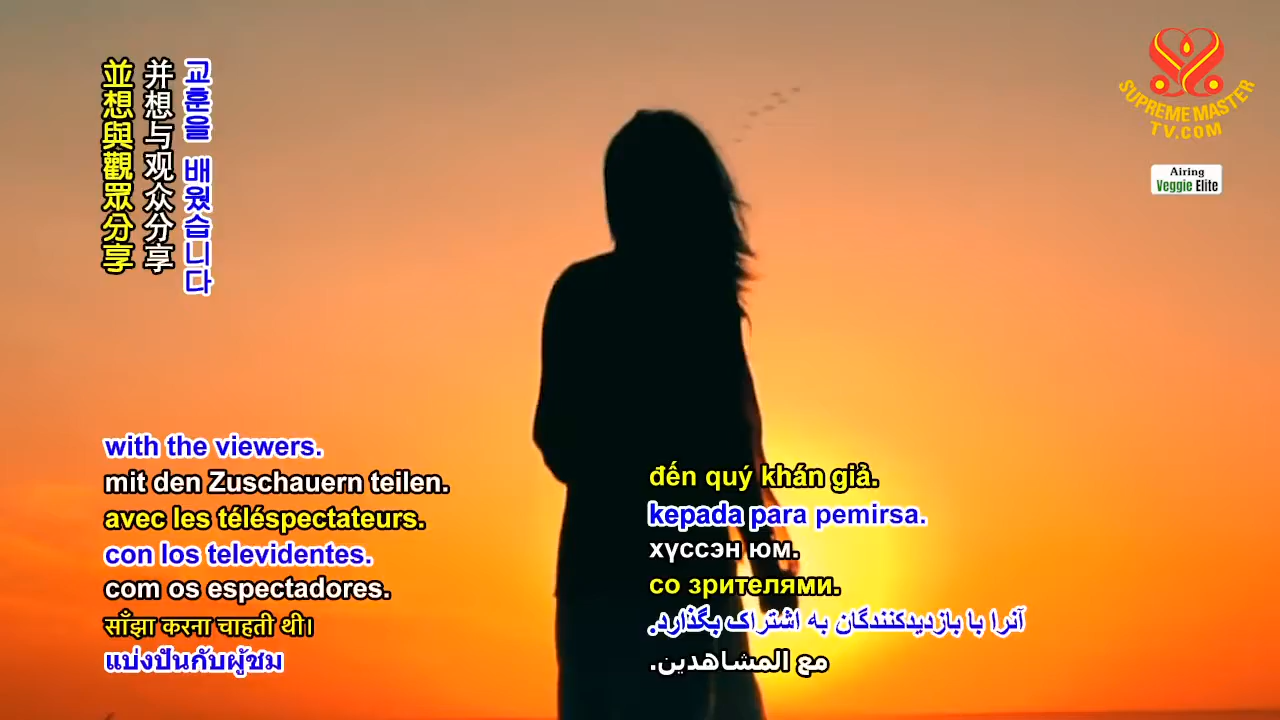 並想與觀眾分享
并想与观众分享
교훈을 배웠습니다
SUPREME MASTER
TV.COM
Airing
Veggie Elite
with the viewers.
mit den Zuschauern teilen.
avec les téléspectateurs.
con los televidentes.
com os espectadores.
साँझा करना चाहती थी।
แบ่งปันกับผู้ชม
đến quý khán giả.
kepada para pemirsa.
хүссэн юм.
со зрителями.
آنرا با بازدیدکنندگان به اشتراک بگذارد.
مع المشاهدين.